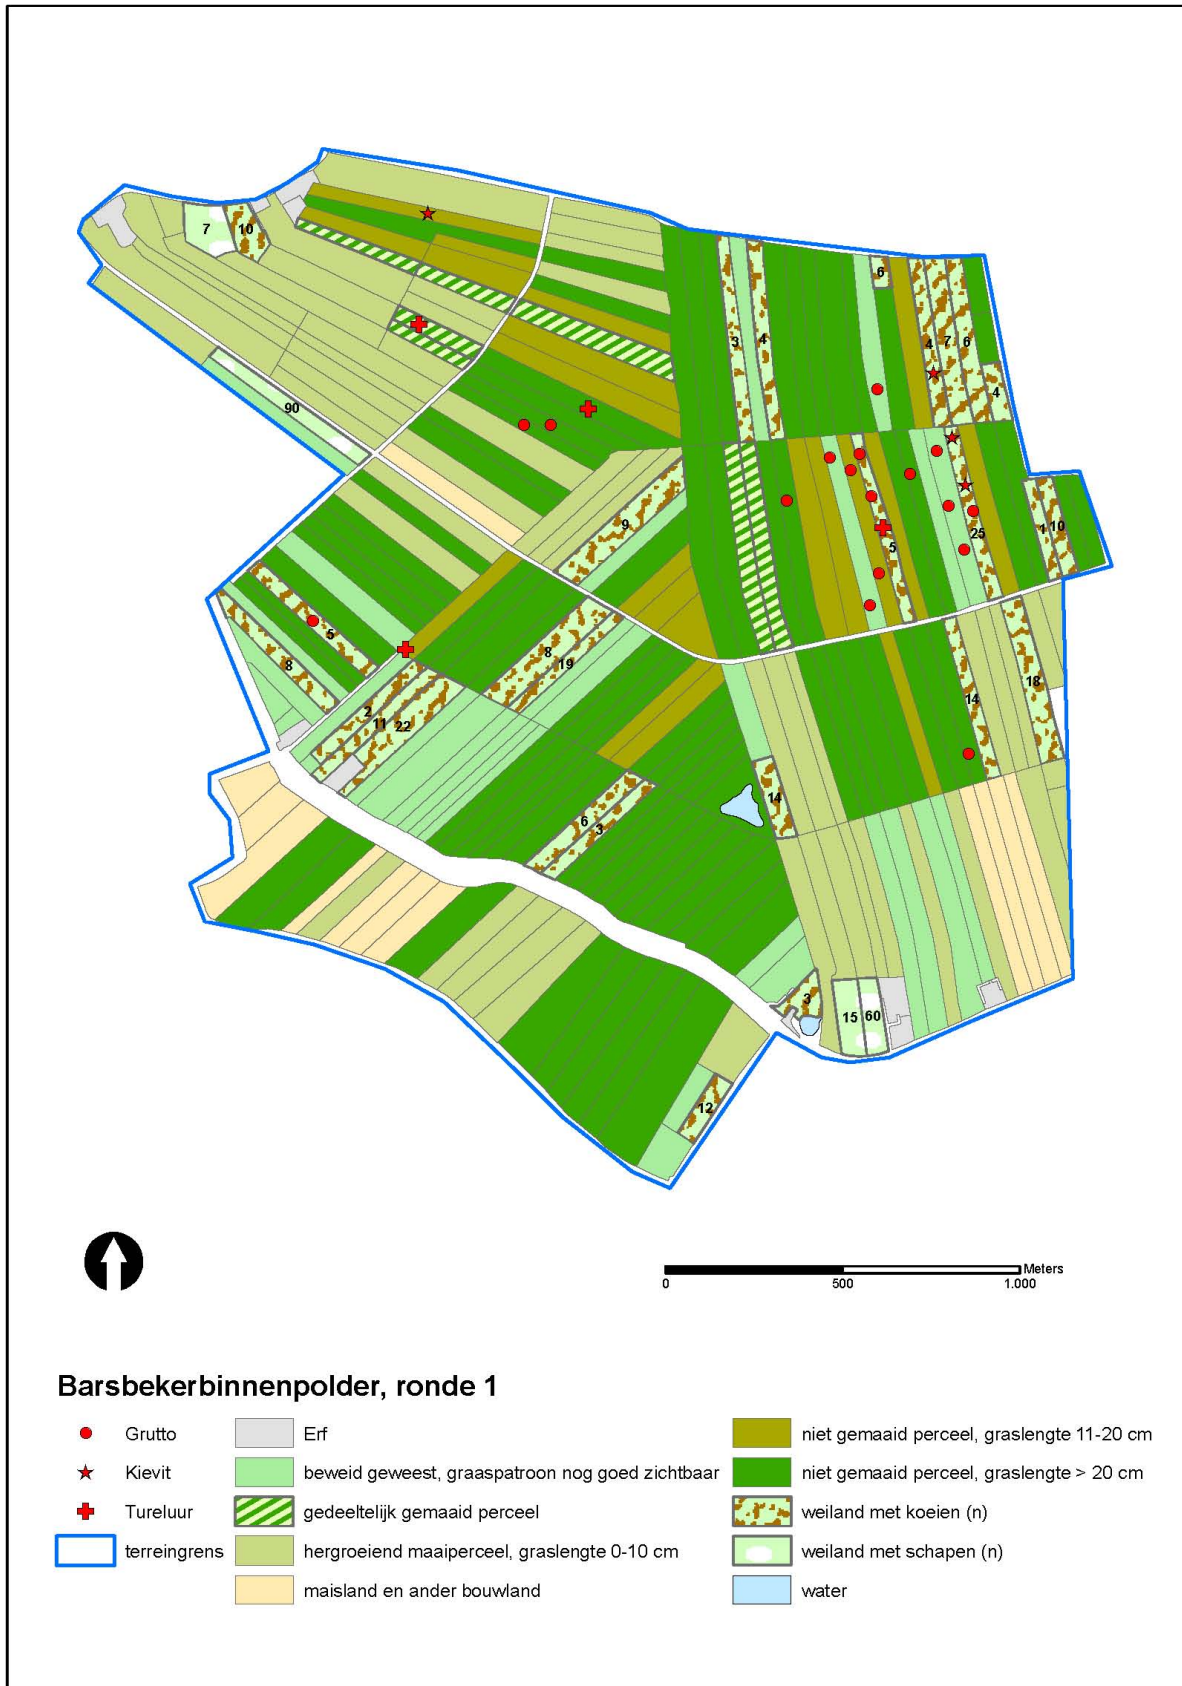 7
10
6
3
4
4
7
6
4
90
9
5
25
1
10
5
8
8
19
2
11
22
14
18
14
6
3
3
15
60
12
Meters
0
500
1.000
Barsbekerbinnenpolder, ronde 1
Grutto
Kievit
Tureluur
terreingrens
Erf
beweid geweest, graaspatroon nog goed zichtbaar
gedeeltelijk gemaaid perceel
hergroeiend maaiperceel, graslengte 0-10 cm
maisland en ander bouwland
niet gemaaid perceel, graslengte 11-20 cm
niet gemaaid perceel, graslengte > 20 cm
weiland met koeien (n)
weiland met schapen (n)
water